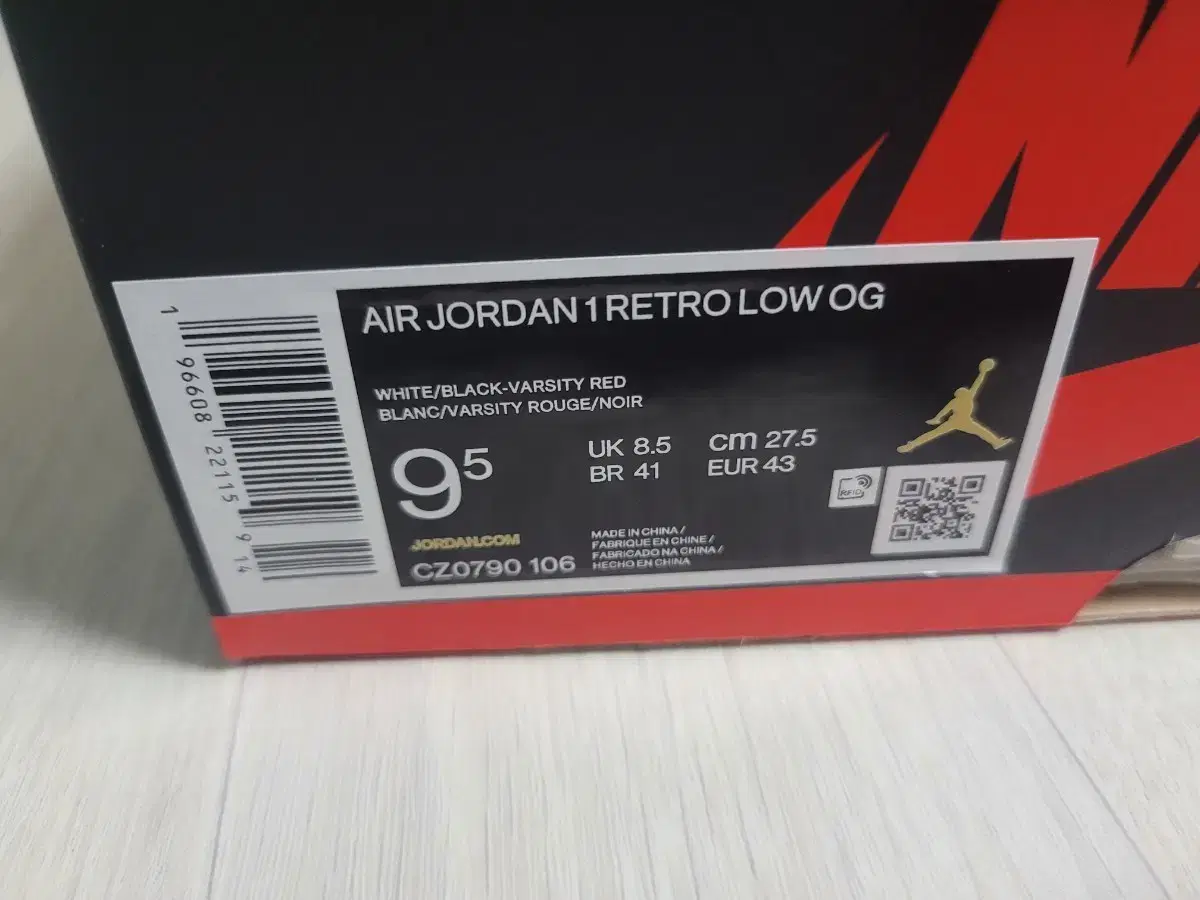 AIR JORDAN 1 RETRO LOW OG
WHITE/BLACK-VARSITY RED
BLANC/VARSITY ROUGE/NOIR
9 5
UK 8.5 cm 27.5
BR 41 EUR 43
RFID
JORDAN.COM
CZ0790 106
MADE IN CHINA /
FABRIQUE EN CHINE /
FABRICADO NA CHINA /
HECHO EN CHINA
1 96608 22115 9 14